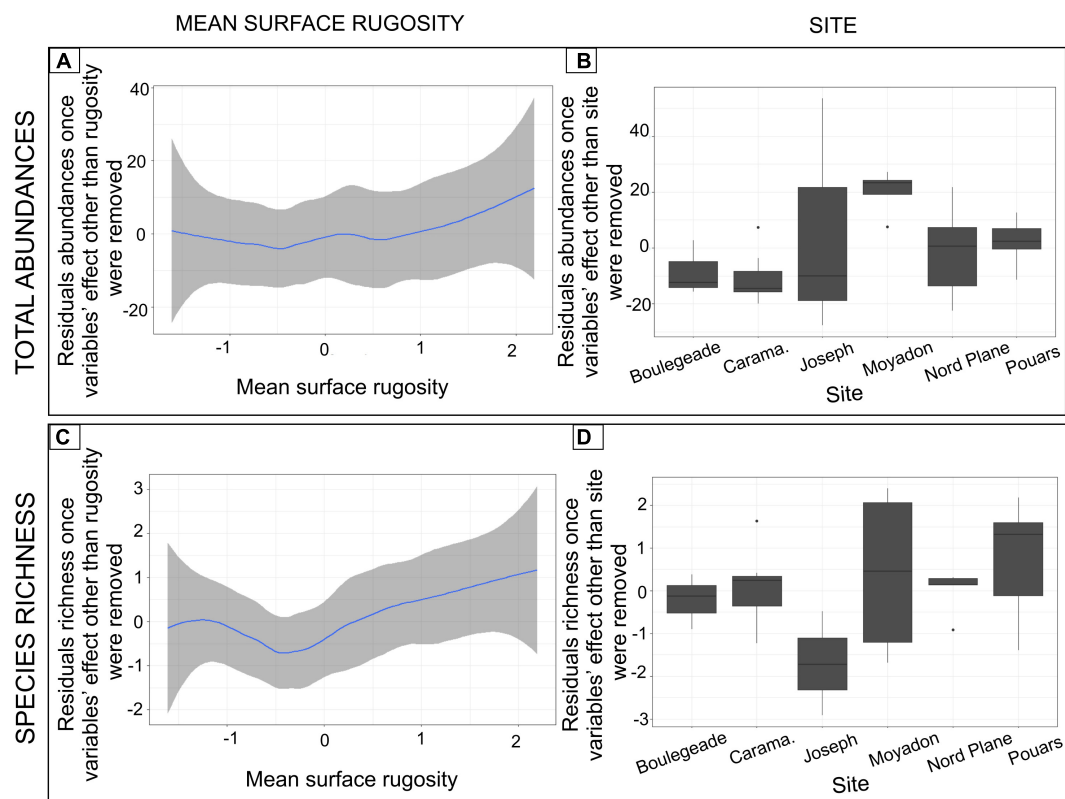 MEAN SURFACE RUGOSITY
SITE
TOTAL ABUNDANCES
A
Residuals abundances once
variables' effect other than rugosity
were removed
40
20
0
-20
-1
0
1
2
Mean surface rugosity
B
Residuals abundances once
variables' effect other than site
were removed
40
20
0
-20
Boulegeade
Carama.
Joseph
Moyadon
Nord Plane
Pouars
Site
SPECIES RICHNESS
C
Residuals richness once
variables' effect other than rugosity
were removed
3
2
1
0
-1
-2
-1
0
1
2
Mean surface rugosity
D
Residuals richness once
variables' effect other than site
were removed
2
1
0
-1
-2
-3
Boulegeade
Carama.
Joseph
Moyadon
Nord Plane
Pouars
Site